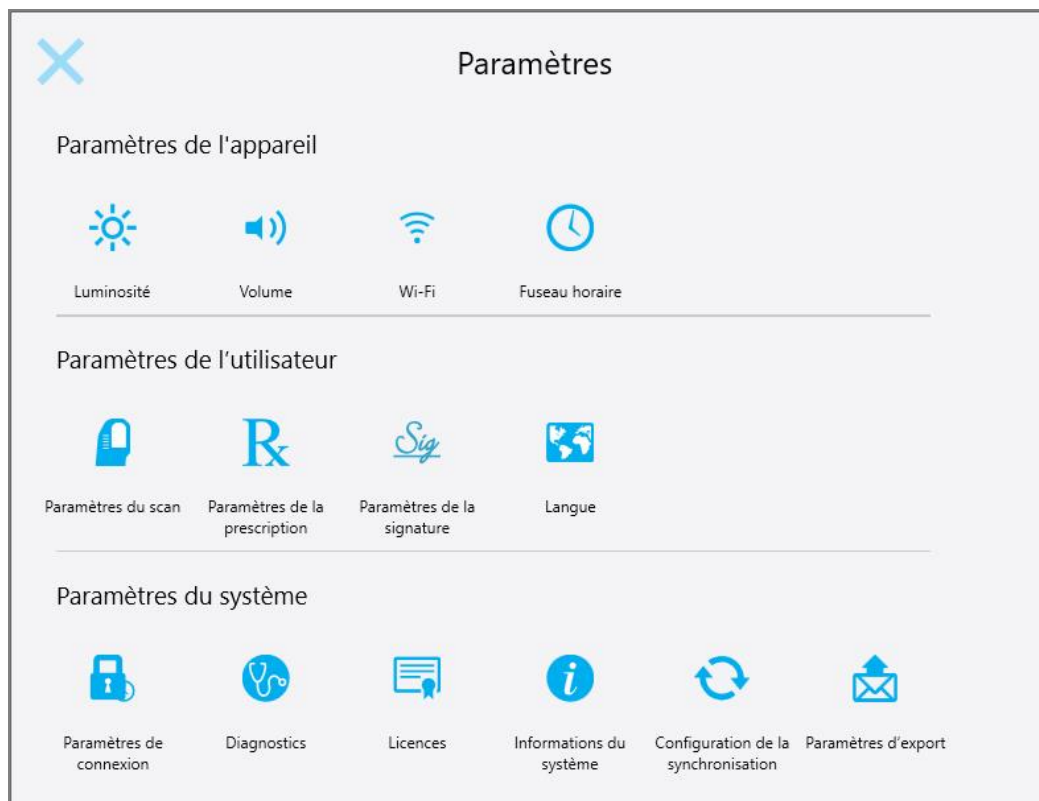 Paramètres
Paramètres de l'appareil
Luminosité
Volume
Wi-Fi
Fuseau horaire
Paramètres de l’utilisateur
Rx
Sig
Paramètres du scan
Paramètres de la
prescription
Paramètres de la
signature
Langue
Paramètres du système
i
Paramètres de
connexion
Diagnostics
Licences
Informations du
système
Configuration de la
synchronisation
Paramètres d’export